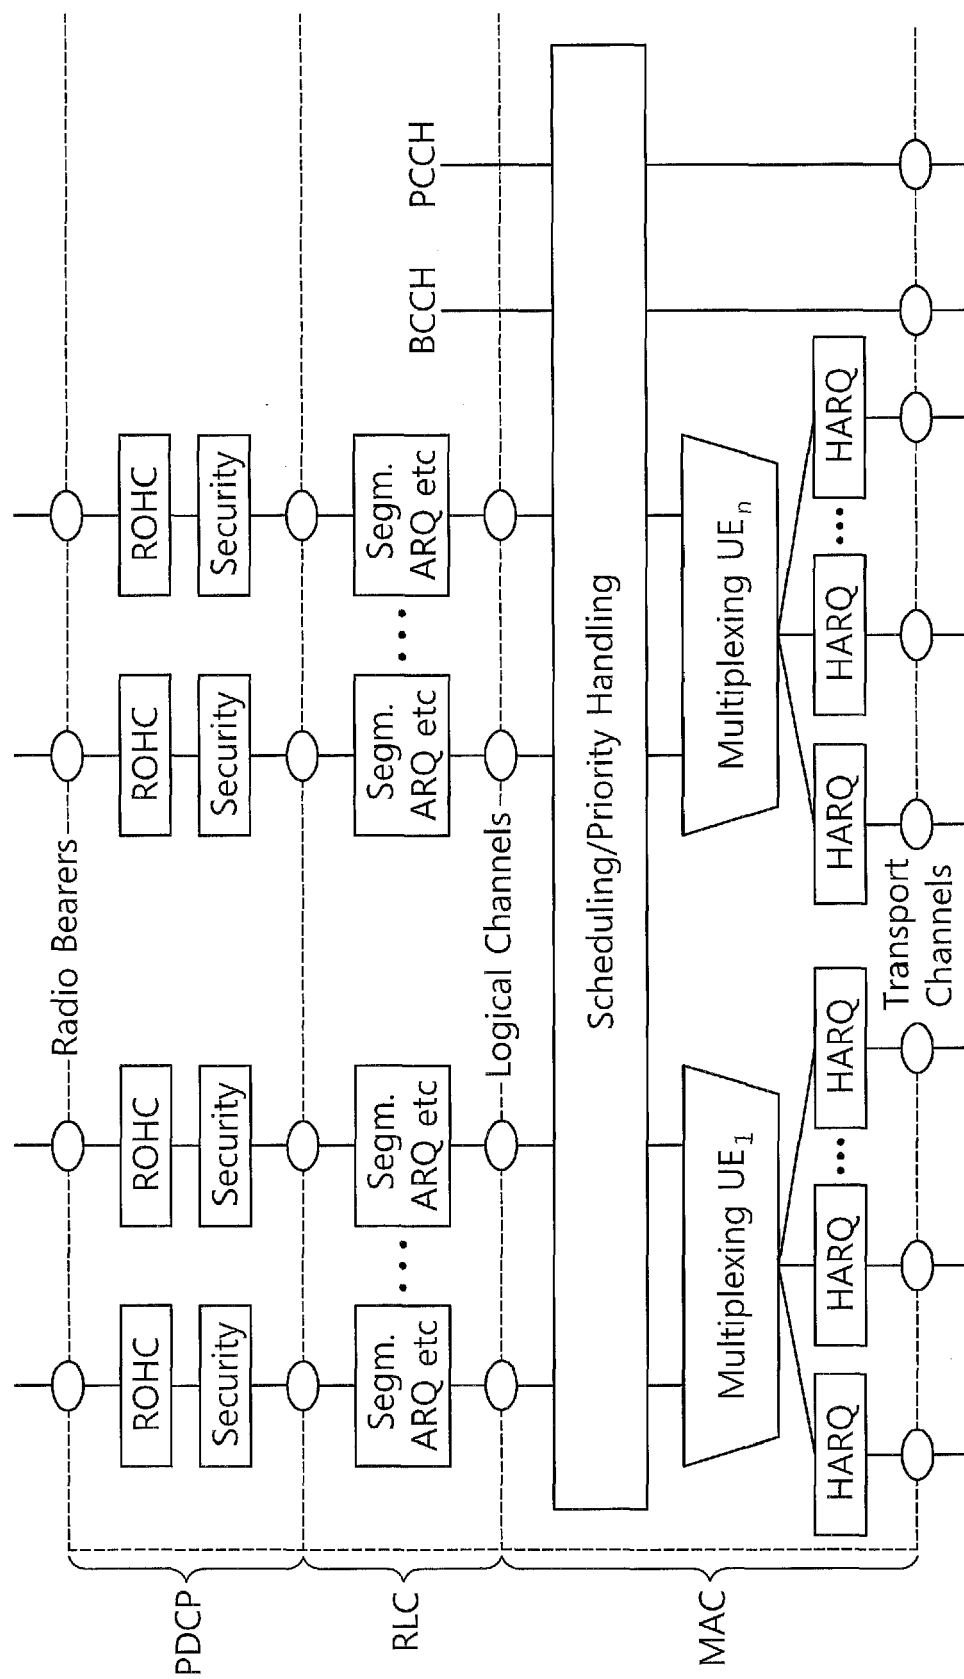 Radio Bearers
PDCP
ROHC
ROHC
ROHC
ROHC
Security
Security
Security
Security
RLC
Segm.
ARQ etc
...
Segm.
ARQ etc
Segm.
ARQ etc
...
Segm.
ARQ etc
BCCH
PCCH
Logical Channels
MAC
Scheduling/Priority Handling
Multiplexing UE1
Multiplexing UEn
HARQ
HARQ
...
HARQ
HARQ
HARQ
...
HARQ
Transport
Channels